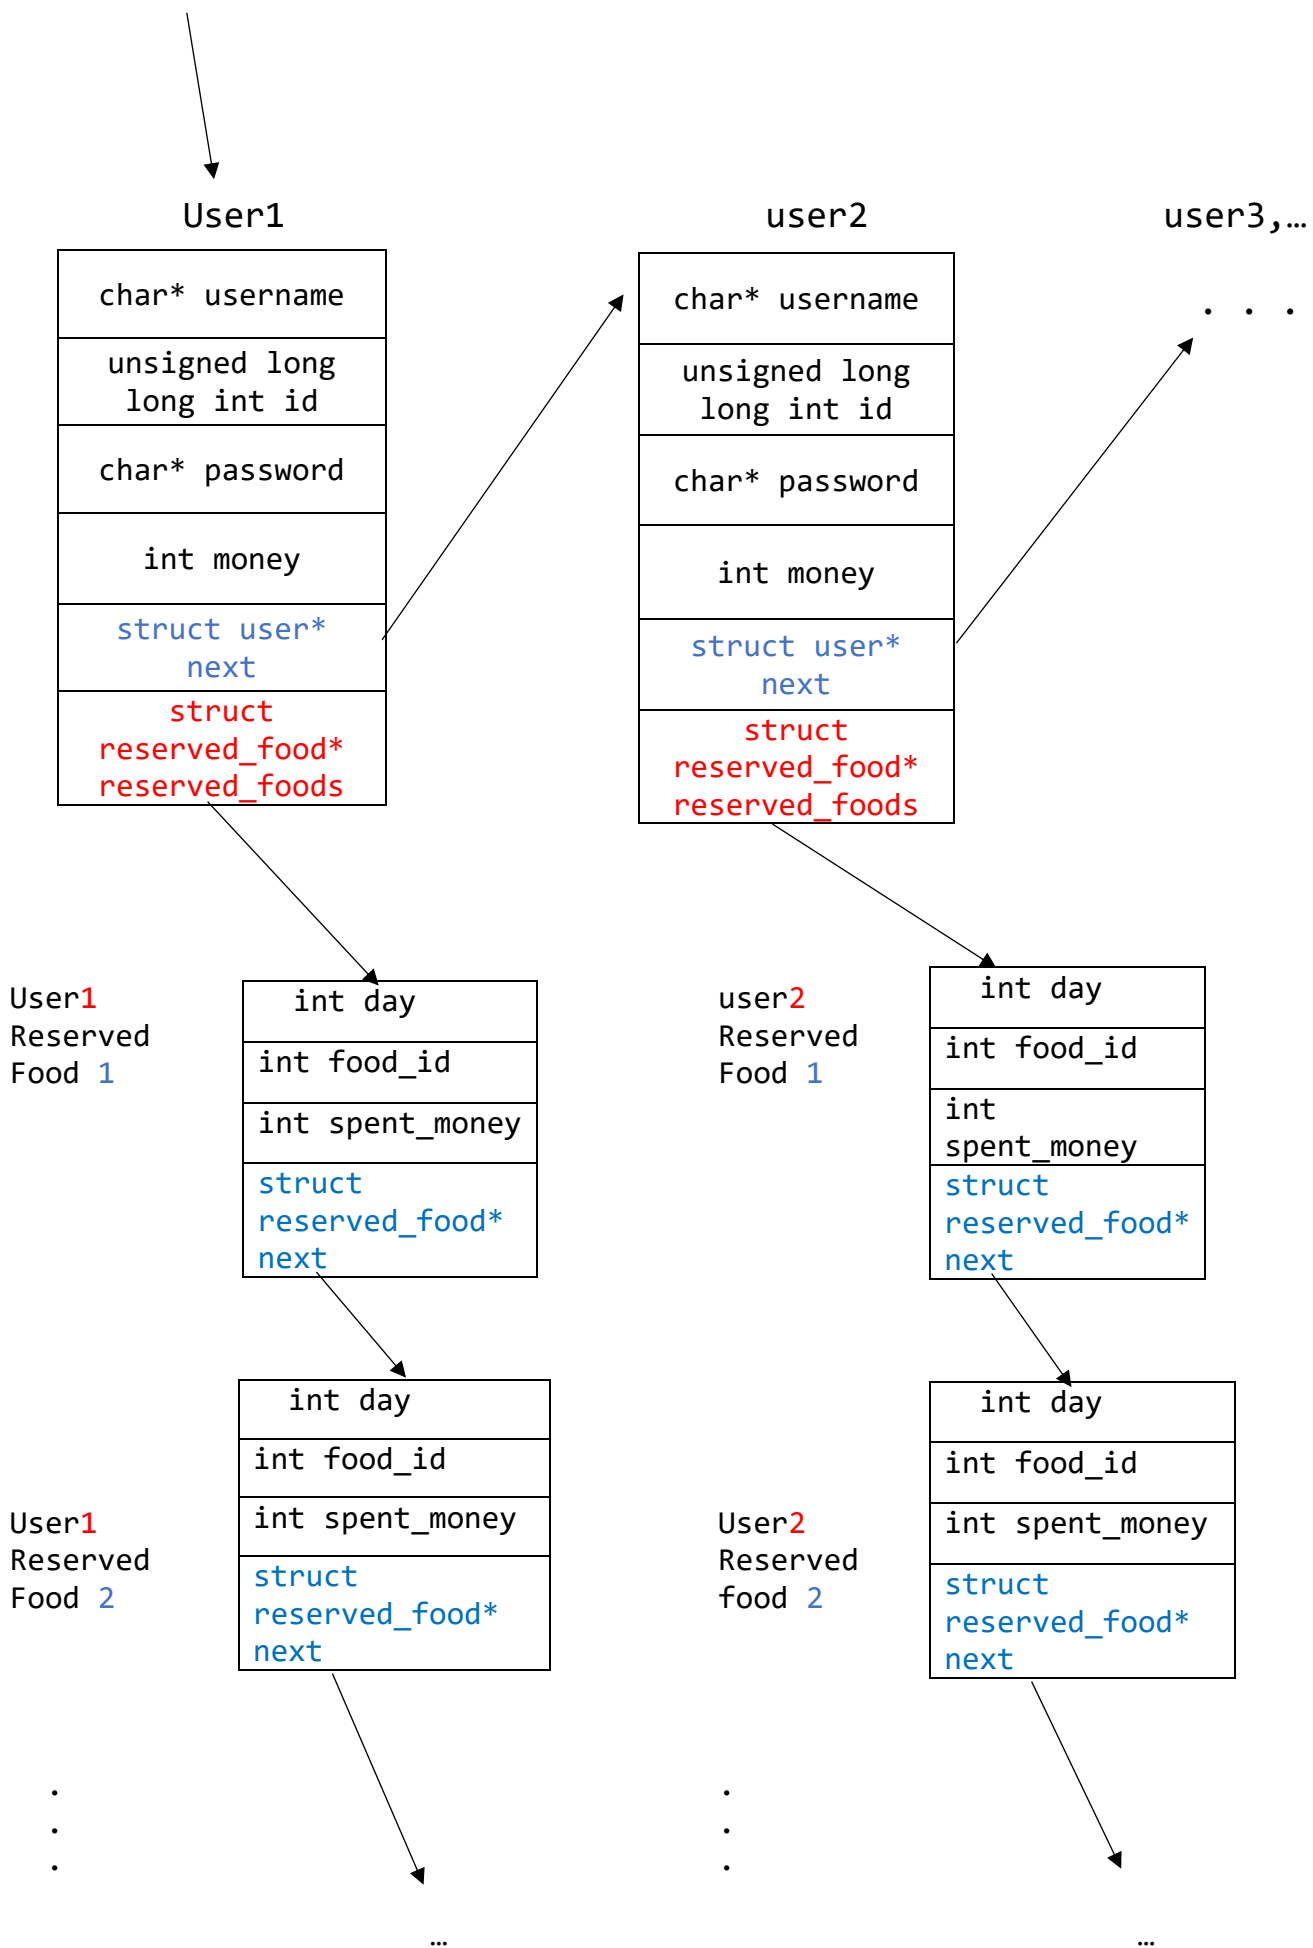 User1
user2
user3,…
char* username
unsigned long
long int id
char* password
int money
struct user*
next
struct
reserved_food*
reserved_foods
char* username
unsigned long
long int id
char* password
int money
struct user*
next
struct
reserved_food*
reserved_foods
. . .
User1
Reserved
Food 1
int day
int food_id
int spent_money
struct
reserved_food*
next
user2
Reserved
Food 1
int day
int food_id
int
spent_money
struct
reserved_food*
next
User1
Reserved
Food 2
int day
int food_id
int spent_money
struct
reserved_food*
next
User2
Reserved
food 2
int day
int food_id
int spent_money
struct
reserved_food*
next
.
.
.
…
.
.
.
…